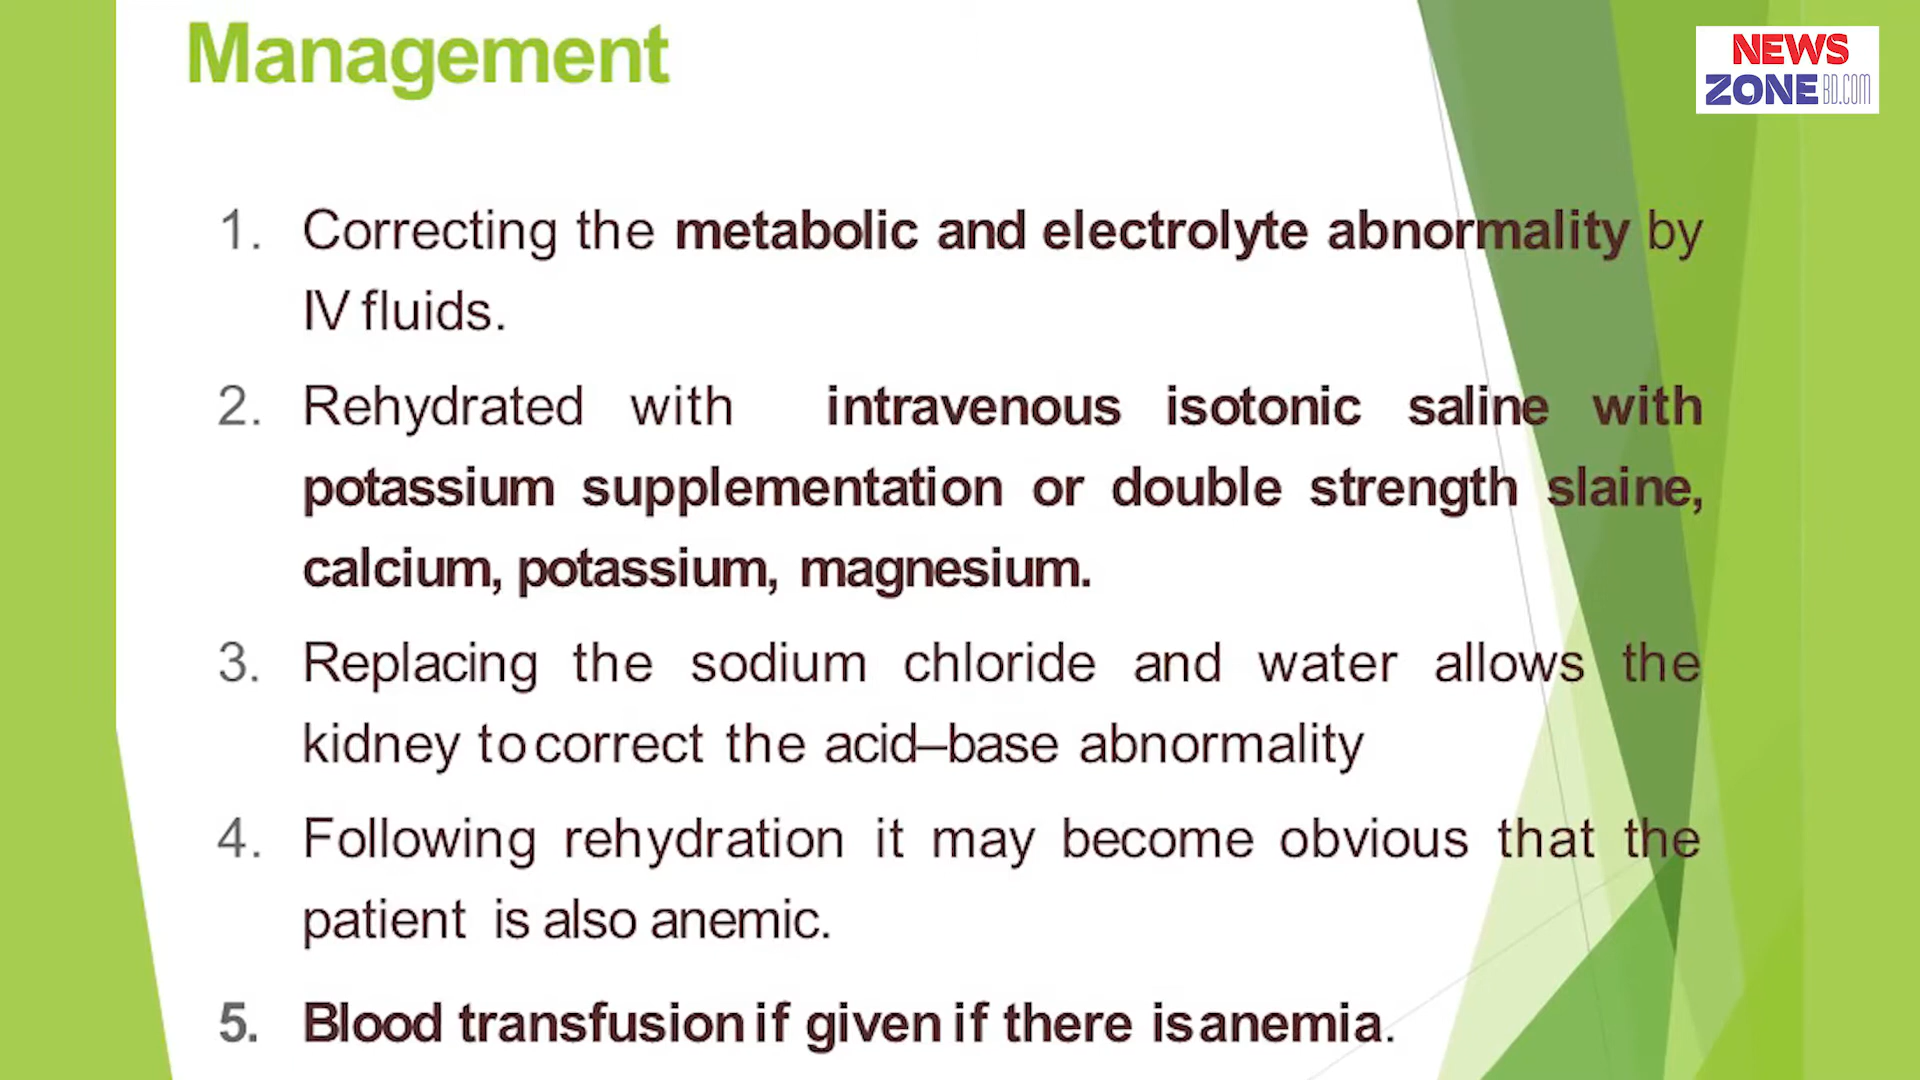 Management
NEWS
ZONE BD.COM
1. Correcting the metabolic and electrolyte abnormality by
IV fluids.
2. Rehydrated with intravenous isotonic saline with
potassium supplementation or double strength slaine,
calcium, potassium, magnesium.
3. Replacing the sodium chloride and water allows the
kidney to correct the acid–base abnormality
4. Following rehydration it may become obvious that the
patient is also anemic.
5. Blood transfusion if given if there is anemia.